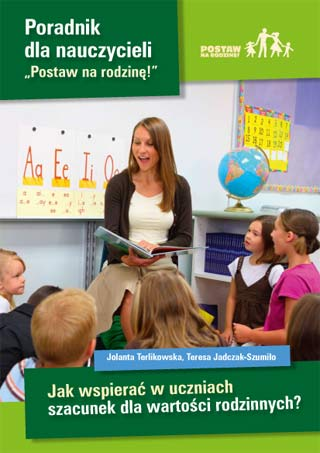 Poradnik
dla nauczycieli
„Postaw na rodzinę!”
POSTAW
NA RODZINĘ!
Aa Ee Ii O
Jolanta Terlikowska, Teresa Jadczak-Szumiło
Jak wspierać w uczniach
szacunek dla wartości rodzinnych?